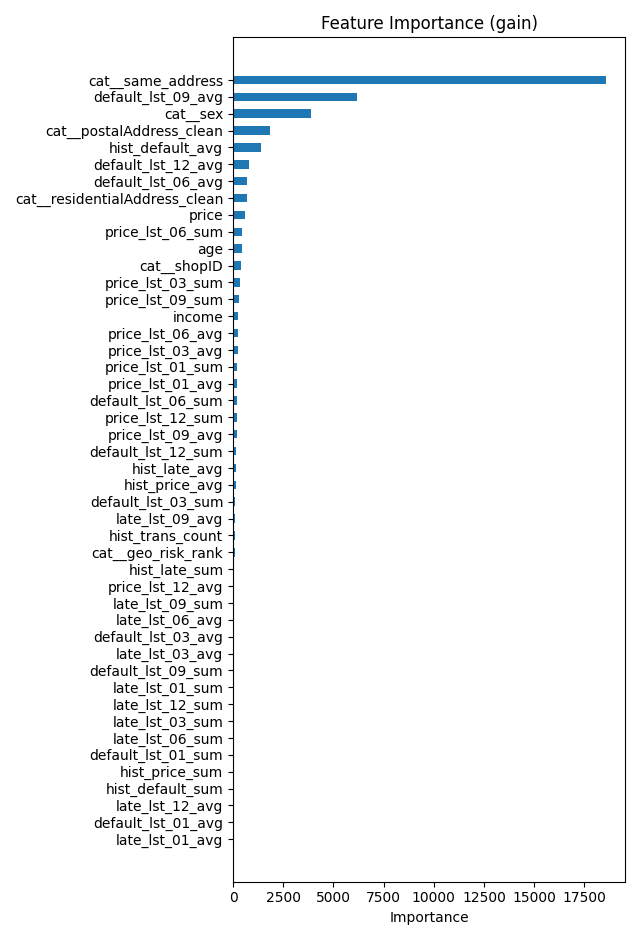 Feature Importance (gain)
cat__same_address
default_lst_09_avg
cat__sex
cat__postalAddress_clean
hist_default_avg
default_lst_12_avg
default_lst_06_avg
cat__residentialAddress_clean
price
price_lst_06_sum
age
cat__shopID
price_lst_03_sum
price_lst_09_sum
income
price_lst_06_avg
price_lst_03_avg
price_lst_01_sum
price_lst_01_avg
default_lst_06_sum
price_lst_12_sum
price_lst_09_avg
default_lst_12_sum
hist_late_avg
hist_price_avg
default_lst_03_sum
late_lst_09_avg
hist_trans_count
cat__geo_risk_rank
hist_late_sum
price_lst_12_avg
late_lst_09_sum
late_lst_06_avg
default_lst_03_avg
late_lst_03_avg
default_lst_09_sum
late_lst_01_sum
late_lst_12_sum
late_lst_03_sum
late_lst_06_sum
default_lst_01_sum
hist_price_sum
hist_default_sum
late_lst_12_avg
default_lst_01_avg
late_lst_01_avg
0 2500 5000 7500 10000 12500 15000 17500
Importance